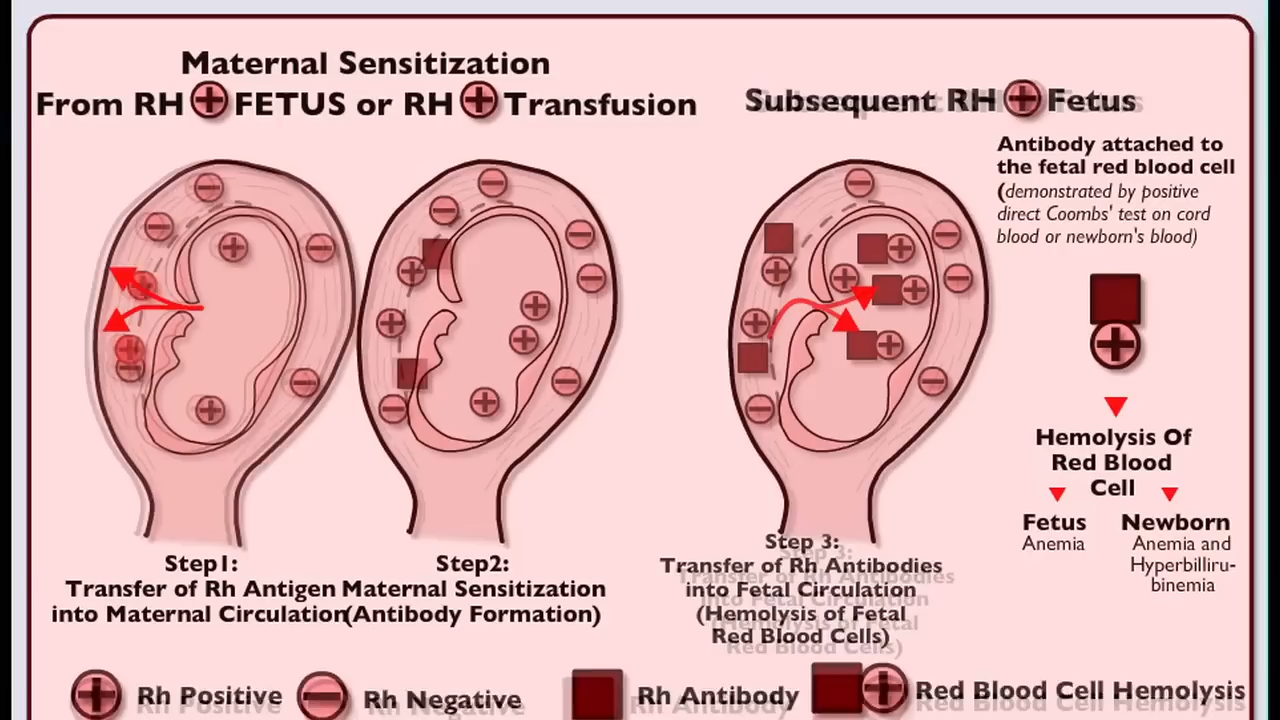 Maternal Sensitization
From RH + FETUS or RH + Transfusion
Subsequent RH + Fetus
Antibody attached to
the fetal red blood cell
(demonstrated by positive
direct Coombs' test on cord
blood or newborn's blood)
Hemolysis Of
Red Blood
Cell
Fetus
Anemia
Newborn
Anemia and
Hyperbilliru-
binemia
Step1:
Transfer of Rh Antigen
into Maternal Circulation
Step2:
Maternal Sensitization
(Antibody Formation)
Step 3:
Transfer of Rh Antibodies
into Fetal Circulation
(Hemolysis of Fetal
Red Blood Cells)
Rh Positive
Rh Negative
Rh Antibody
Red Blood Cell Hemolysis